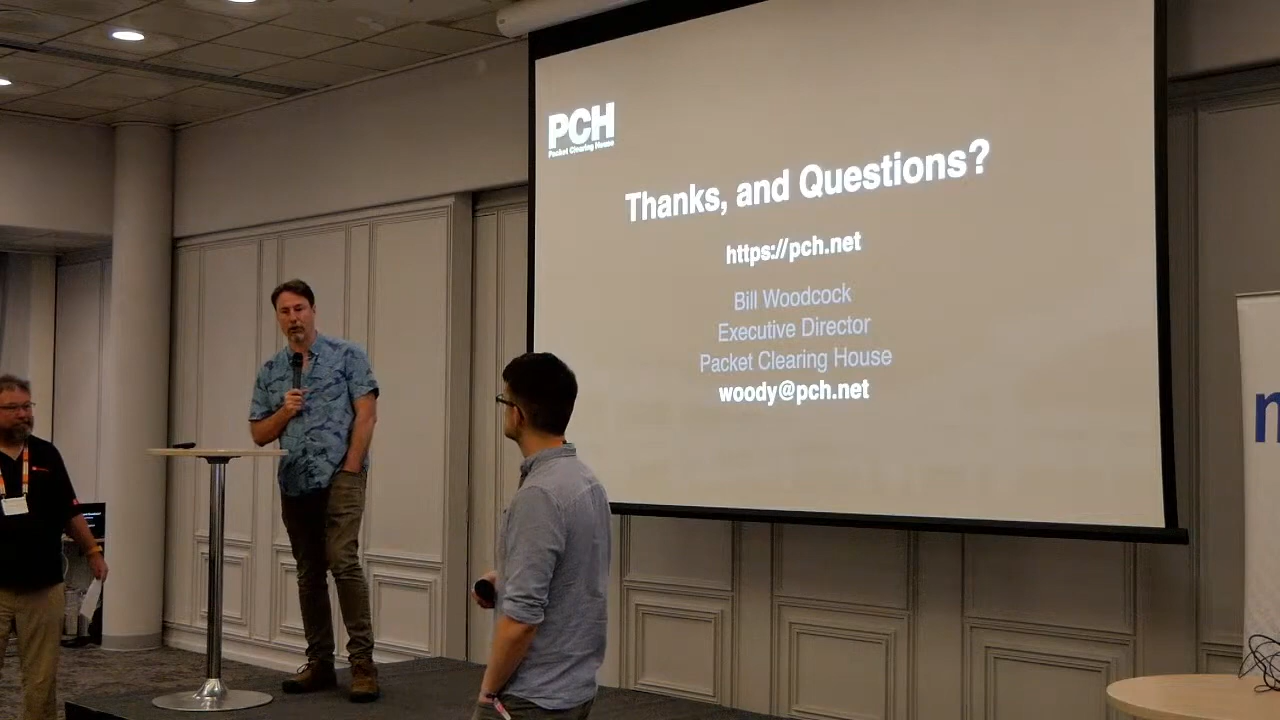 PCH
Packet Clearing House
Thanks, and Questions?
https://pch.net
Bill Woodcock
Executive Director
Packet Clearing House
woody@pch.net
n